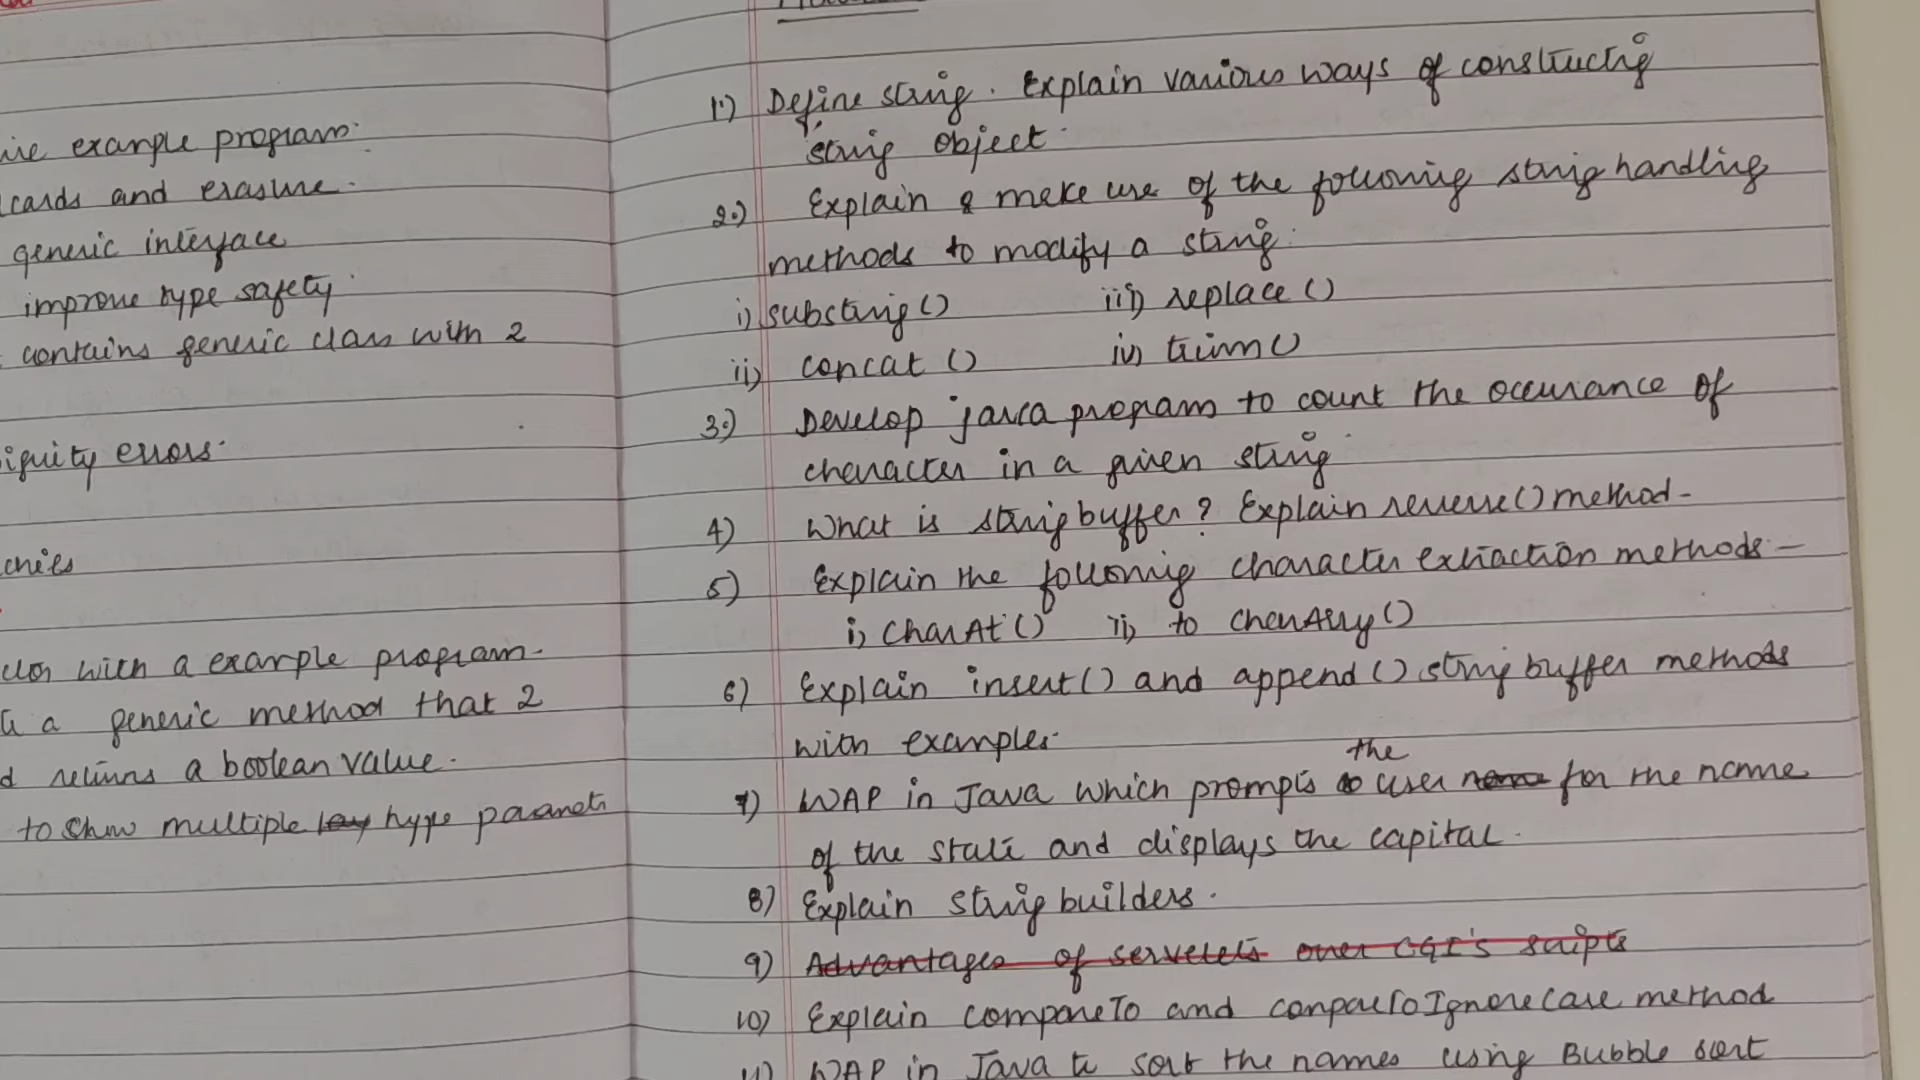 example program.
cards and erasure.
generic interface
improve type safety.
contains generic class with 2
errors.
with a example program.
a generic method that 2
returns a boolean value.
to show multiple type paramet
1.) Define string. Explain various ways of constructig
string object.
2.) Explain & make use of the following string handling
methods to modify a string.
i) substring() iii) replace()
ii) concat() iv) trim()
3.) Develop java program to count the occurance of
character in a given string
4) What is string buffer? Explain reverse() method-
5) Explain the following character extraction methods-
i) CharAt() ii) to charArry()
6) Explain insert() and append() string buffer methods
with examples.
7) WAP in Java which prompts the user for the name
of the state and displays the capital.
8) Explain string builders.
9) Advantages of servelets over CGI's scipts
10) Explain compareTo and compareToIgnoreCase method
11) WAP in Java to sort the names using Bubble sort